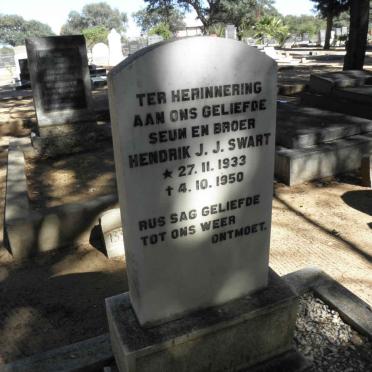 TER HERINNERING
AAN ONS GELIEFDE
SEUN EN BROER
HENDRIK J. J. SWART
* 27. 11. 1933
✝ 4. 10. 1950
RUS SAG GELIEFDE
TOT ONS WEER
ONTMOET.